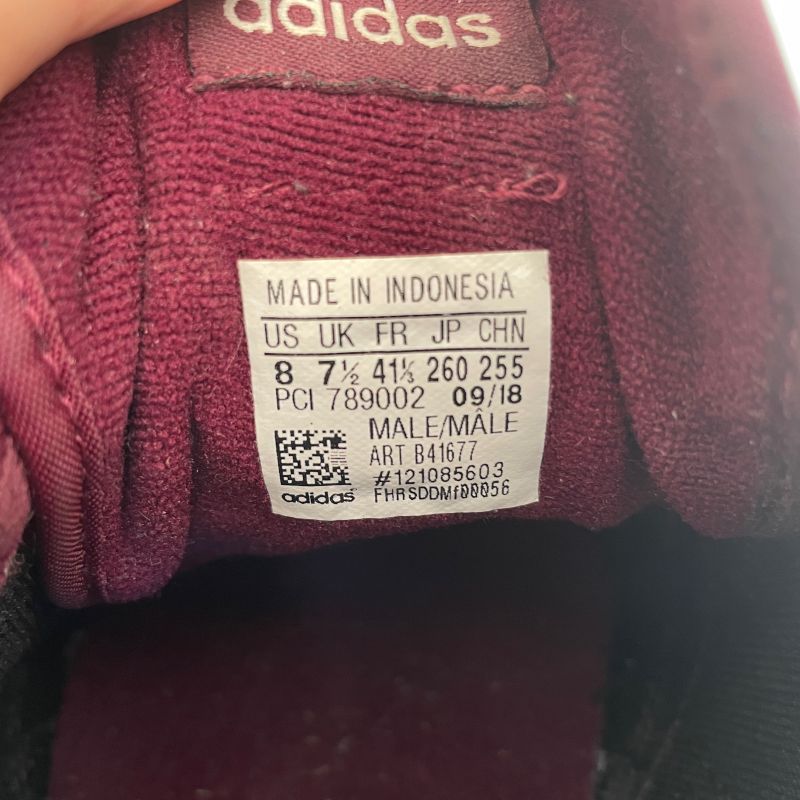 adidas
MADE IN INDONESIA
US UK FR JP CHN
8 7½ 41⅓ 260 255
PCI 789002 09/18
MALE/MÂLE
ART B41677
#121085603
adidas FHRSDDMf00056